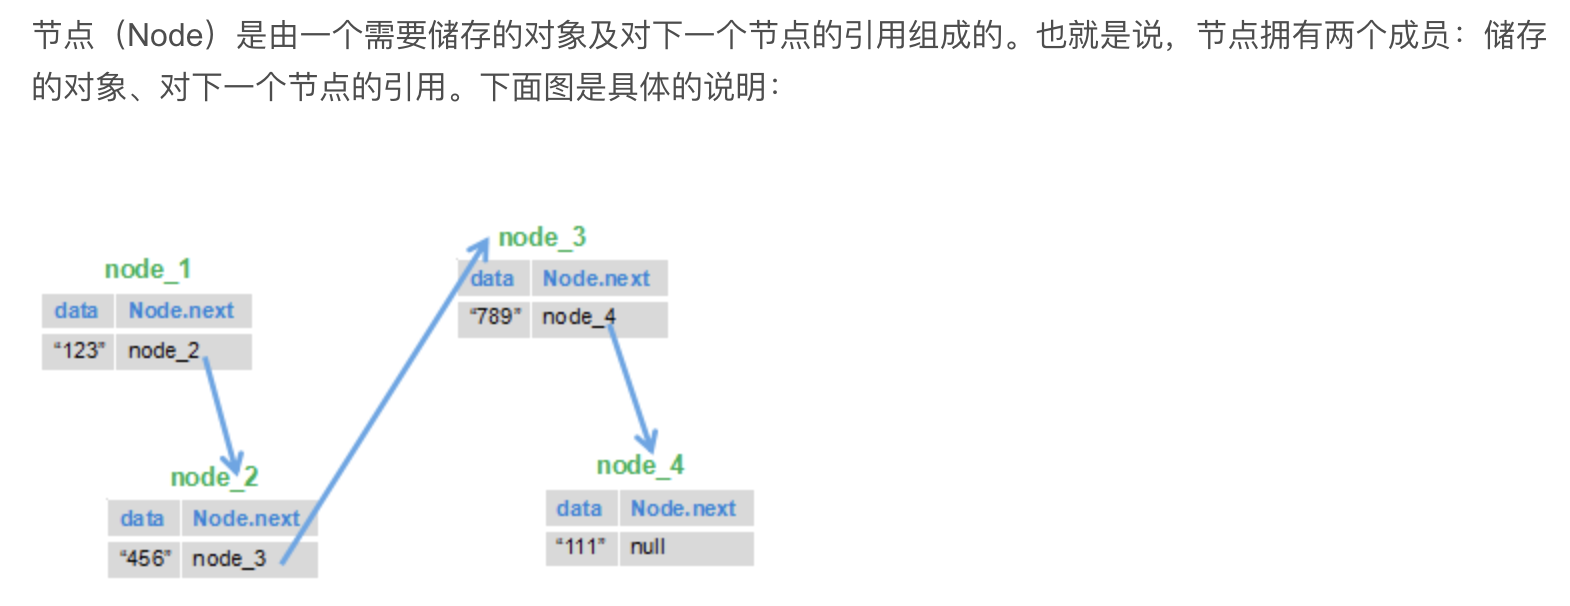 节点（Node）是由一个需要储存的对象及对下一个节点的引用组成的。也就是说，节点拥有两个成员：储存
的对象、对下一个节点的引用。下面图是具体的说明：
node_1
data Node.next
“123” node_2
node_2
data Node.next
“456” node_3
node_3
data Node.next
“789” node_4
node_4
data Node.next
“111” null